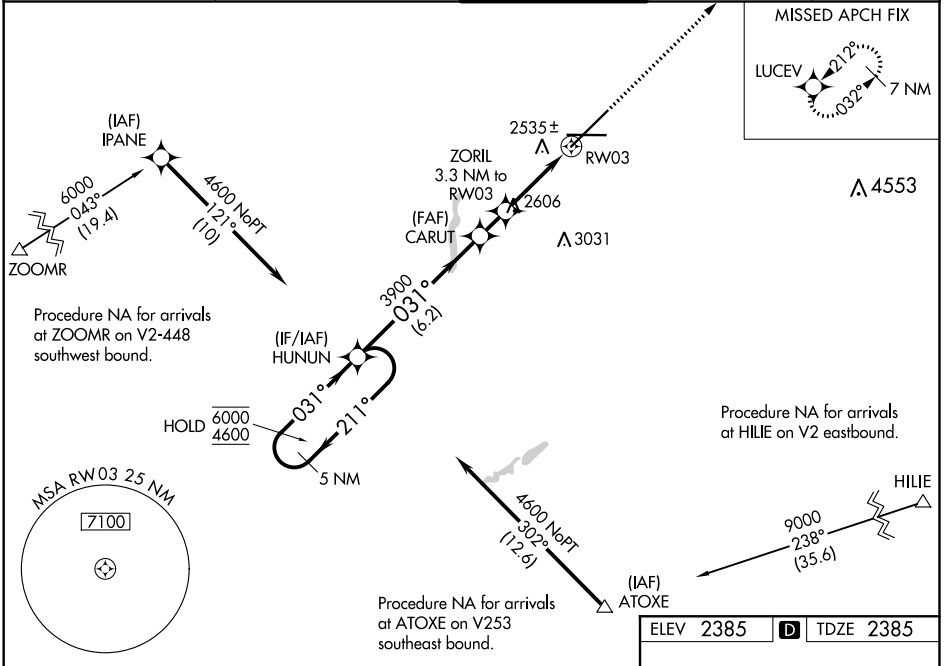 MISSED APCH FIX
LUCEV
212°
032°
7 NM
(IAF)
IPANE
6000
043°
(19.4)
ZOOMR
4600 NoPT
121°
(10)
2535±
RW03
ZORIL
3.3 NM to
RW03
2606
4553
(FAF)
CARUT
3031
Procedure NA for arrivals
at ZOOMR on V2-448
southwest bound.
3900
031°
(6.2)
(IF/IAF)
HUNUN
HOLD
6000
4600
031°
211°
5 NM
Procedure NA for arrivals
at HILIE on V2 eastbound.
MSA RW03 25 NM
7100
HILIE
9000
238°
(35.6)
4600 NoPT
302°
(12.6)
(IAF)
ATOXE
Procedure NA for arrivals
at ATOXE on V253
southeast bound.
ELEV 2385 D TDZE 2385